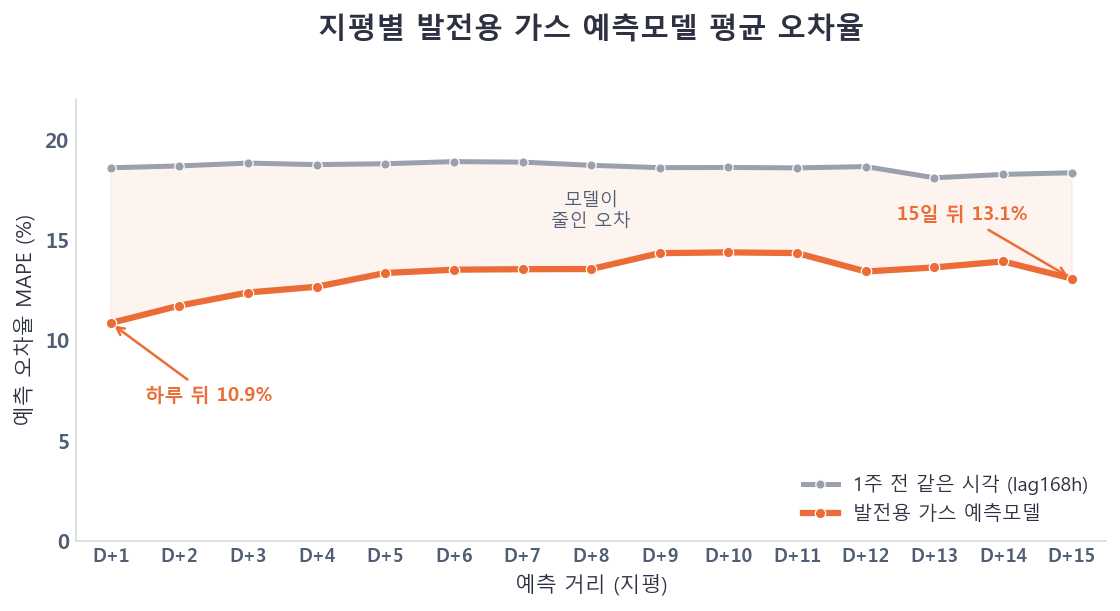 지평별 발전용 가스 예측모델 평균 오차율
예측 오차율 MAPE (%)
20
15
10
5
0
모델이
줄인 오차
15일 뒤 13.1%
하루 뒤 10.9%
1주 전 같은 시각 (lag168h)
발전용 가스 예측모델
D+1 D+2 D+3 D+4 D+5 D+6 D+7 D+8 D+9 D+10 D+11 D+12 D+13 D+14 D+15
예측 거리 (지평)